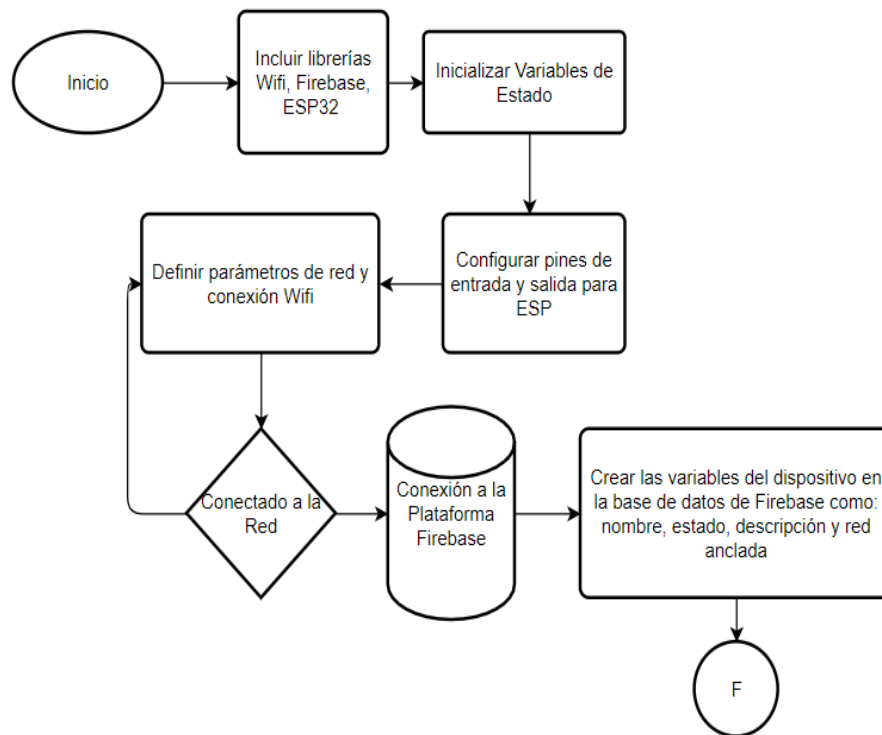 Inicio
Incluir librerías
Wifi, Firebase,
ESP32
Inicializar Variables de
Estado
Definir parámetros de red y
conexión Wifi
Configurar pines de
entrada y salida para
ESP
Conectado a la
Red
Conexión a la
Plataforma
Firebase
Crear las variables del dispositivo en
la base de datos de Firebase como:
nombre, estado, descripción y red
anclada
F